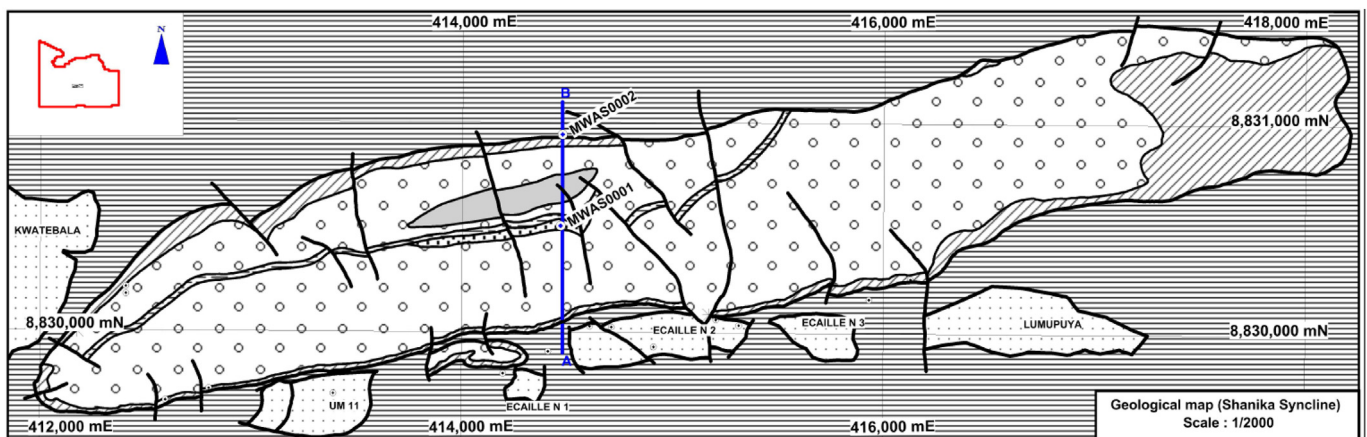 414,000 mE
416,000 mE
418,000 mE
N
B
MWAS0002
8,831,000 mN
MWAS0001
KWATEBALA
8,830,000 mN
ECAILLE N 2
ECAILLE N 3
LUMUPUYA
8,830,000 mN
A
UM 11
ECAILLE N 1
412,000 mE
414,000 mE
416,000 mE
Geological map (Shanika Syncline)
Scale : 1/2000